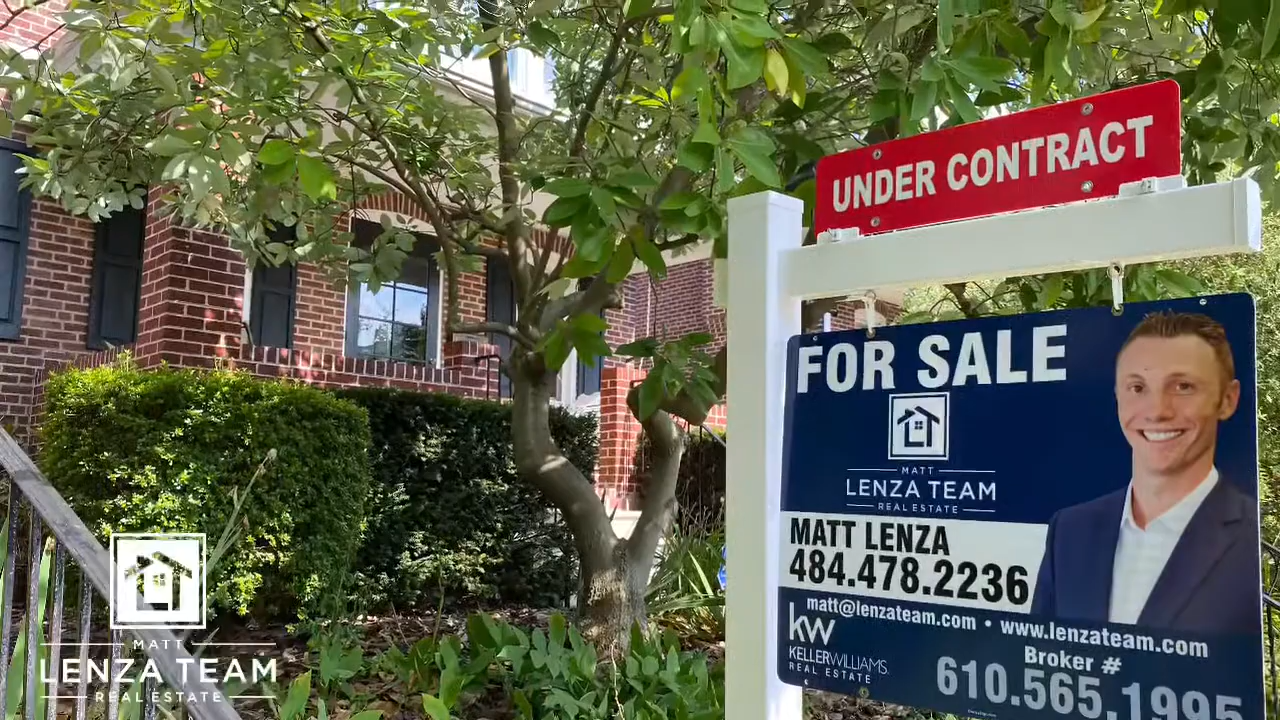 UNDER CONTRACT
FOR SALE
MATT
LENZA TEAM
REAL ESTATE
MATT LENZA
484.478.2236
matt@lenzateam.com • www.lenzateam.com
kw
KELLERWILLIAMS.
REAL ESTATE
Broker #
610.565.1995
MATT
LENZA TEAM
REAL ESTATE